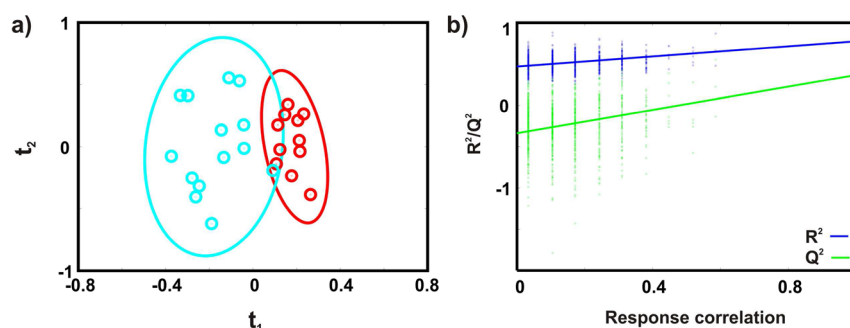 a)
1
0
-1
t₂
-0.8
-0.4
0
0.4
0.8
t₁
b)
1
0
-1
R²/Q²
R²
Q²
0
0.4
0.8
Response correlation